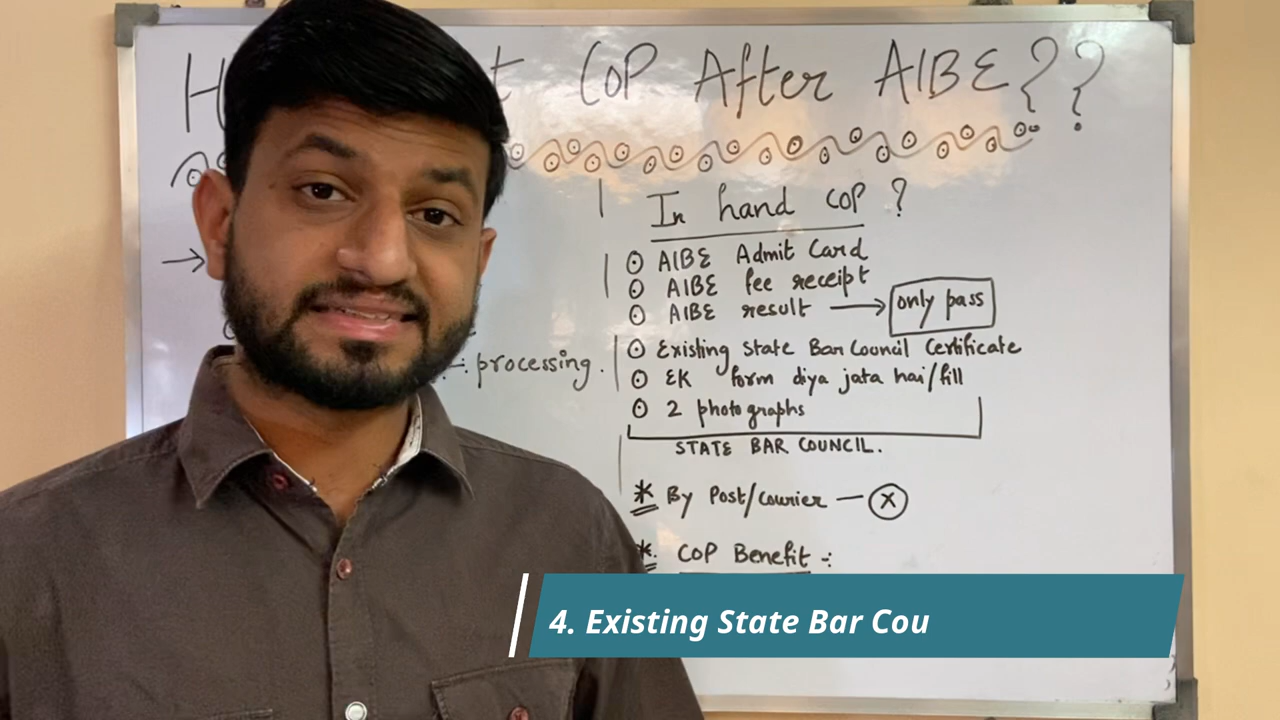 H t CoP After AIBE??
In hand COP ?
→
⊙ AIBE Admit Card
⊙ AIBE fee receipt
⊙ AIBE result → only pass
⊙ Existing State Bar Council Certificate
:- processing.
⊙ EK form diya jata hai/fill
⊙ 2 photographs
STATE BAR COUNCIL.
* By Post/courier — ⓧ
* COP Benefit :-
4. Existing State Bar Cou